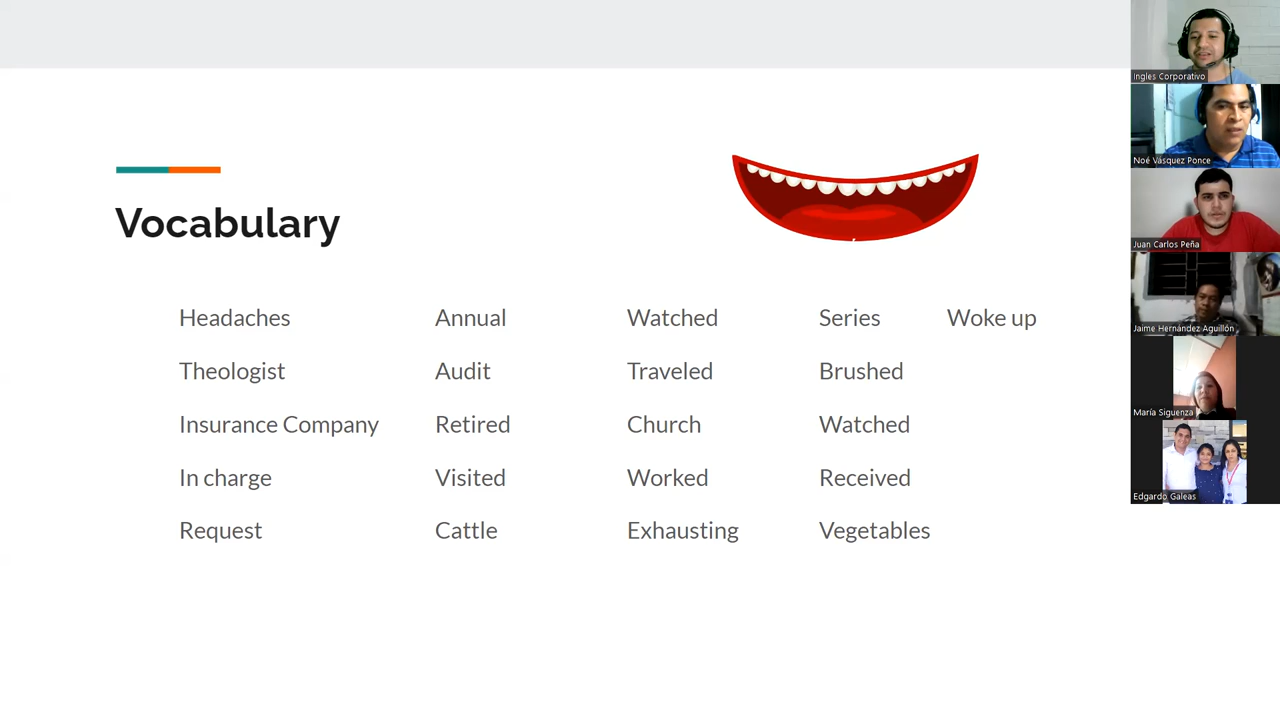 Vocabulary
Headaches Annual Watched Series Woke up
Theologist Audit Traveled Brushed
Insurance Company Retired Church Watched
In charge Visited Worked Received
Request Cattle Exhausting Vegetables
Ingles Corporativo
Noé Vásquez Ponce
Juan Carlos Peña
Jaime Hernández Aguillón
María Siguenza
Edgardo Galeas